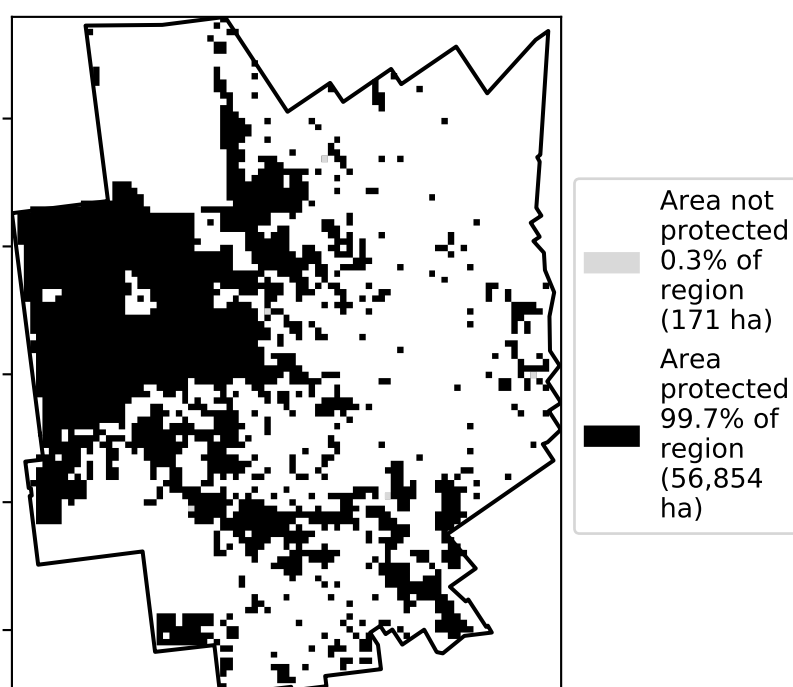 Area not
protected
0.3% of
region
(171 ha)
Area
protected
99.7% of
region
(56,854
ha)